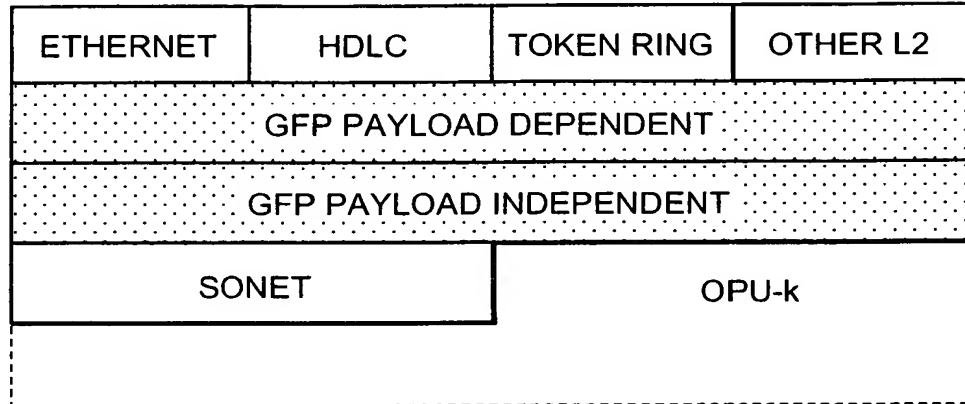 ETHERNET HDLC TOKEN RING OTHER L2
GFP PAYLOAD DEPENDENT
GFP PAYLOAD INDEPENDENT
SONET OPU-k